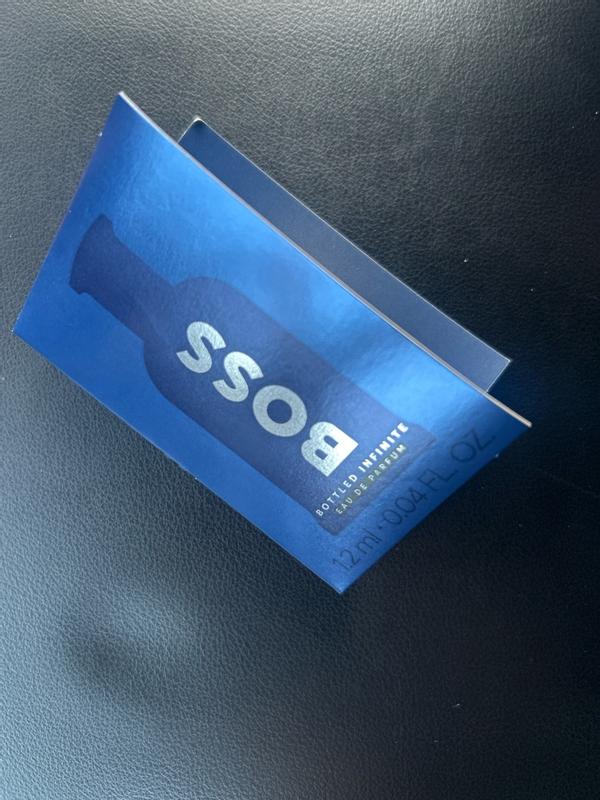 BOSS
BOTTLED INFINITE
EAU DE PARFUM
1.2 ml • 0.04 FL. OZ.